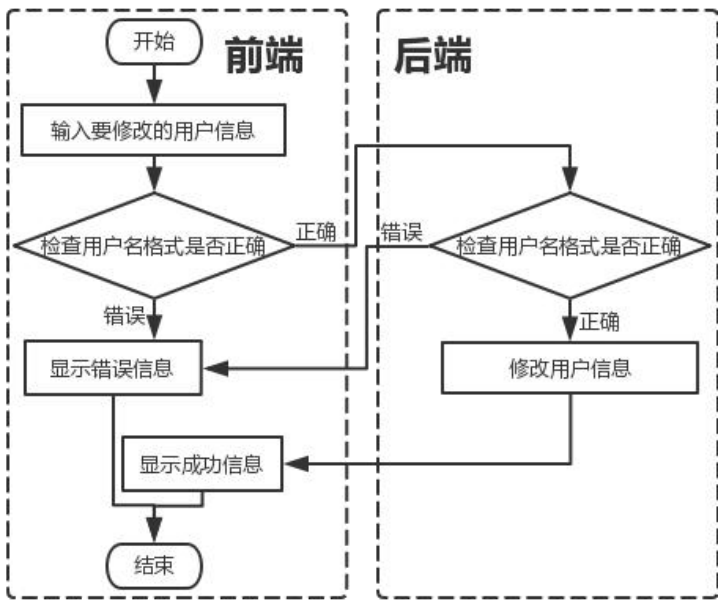 开始
前端
后端
输入要修改的用户信息
检查用户名格式是否正确
正确
错误
检查用户名格式是否正确
错误
正确
显示错误信息
修改用户信息
显示成功信息
结束